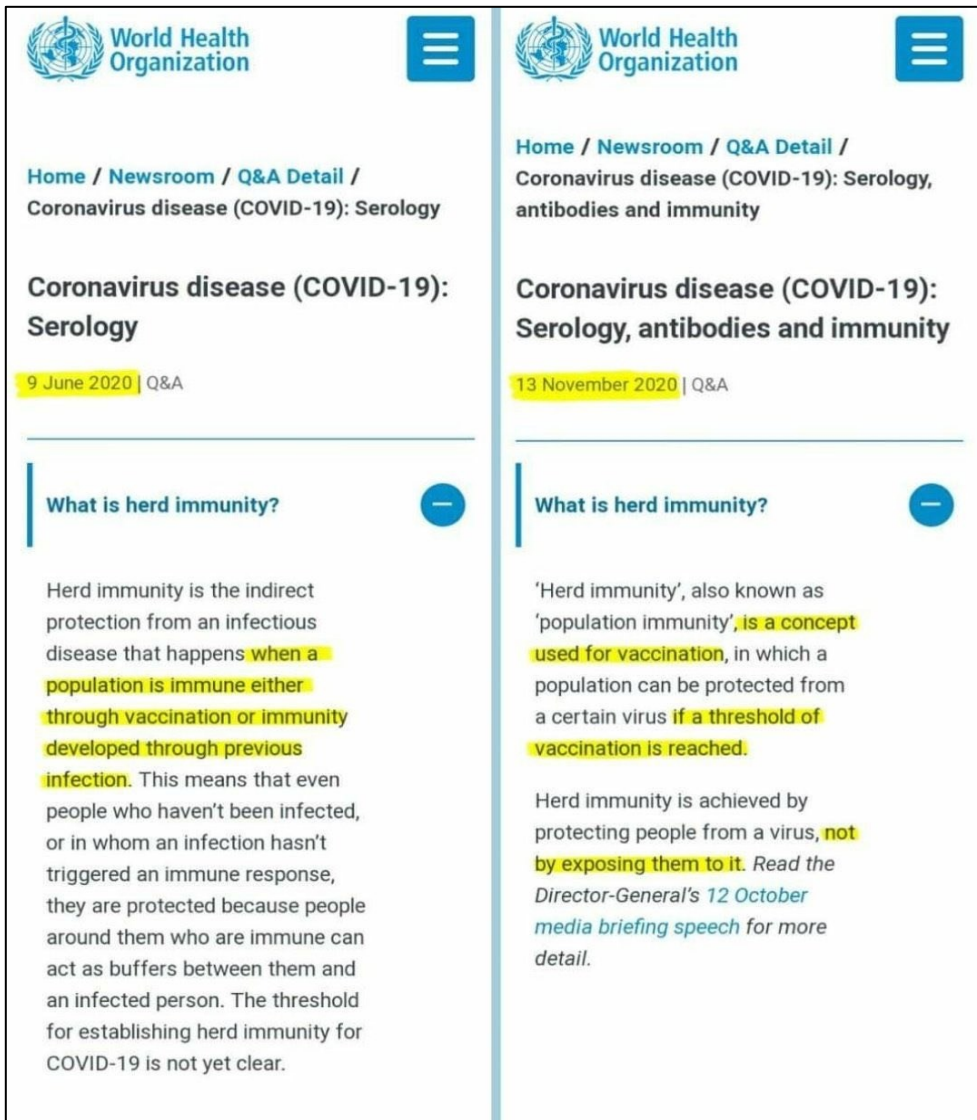 World Health
Organization
Home / Newsroom / Q&A Detail /
Coronavirus disease (COVID-19): Serology
Coronavirus disease (COVID-19):
Serology
9 June 2020 | Q&A
What is herd immunity?
Herd immunity is the indirect
protection from an infectious
disease that happens when a
population is immune either
through vaccination or immunity
developed through previous
infection. This means that even
people who haven't been infected,
or in whom an infection hasn't
triggered an immune response,
they are protected because people
around them who are immune can
act as buffers between them and
an infected person. The threshold
for establishing herd immunity for
COVID-19 is not yet clear.
World Health
Organization
Home / Newsroom / Q&A Detail /
Coronavirus disease (COVID-19): Serology,
antibodies and immunity
Coronavirus disease (COVID-19):
Serology, antibodies and immunity
13 November 2020 | Q&A
What is herd immunity?
‘Herd immunity’, also known as
‘population immunity’, is a concept
used for vaccination, in which a
population can be protected from
a certain virus if a threshold of
vaccination is reached.
Herd immunity is achieved by
protecting people from a virus, not
by exposing them to it. Read the
Director-General’s 12 October
media briefing speech for more
detail.